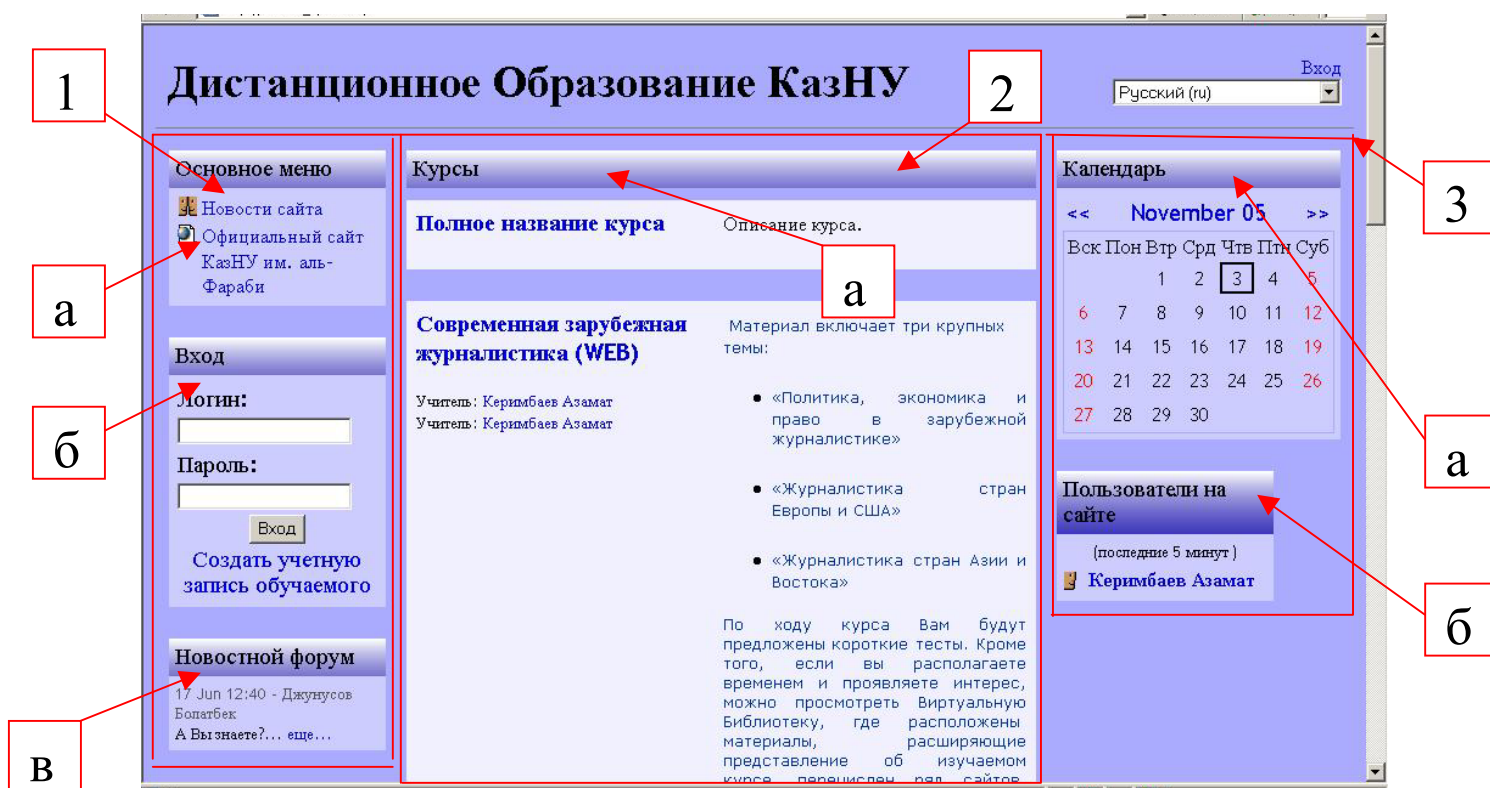 Дистанционное Образование КазНУ
Вход
Русский (ru)
1
2
3
Основное меню
Новости сайта
Официальный сайт
КазНУ им. аль-
Фараби
а
Вход
Логин:
Пароль:
Вход
Создать учетную
запись обучаемого
б
Новостной форум
17 Jun 12:40 - Джунусов
Болатбек
А Вы знаете?... еще...
в
Курсы
Полное название курса
Описание курса.
а
Современная зарубежная
журналистика (WEB)
Учитель: Керимбаев Азамат
Учитель: Керимбаев Азамат
Материал включает три крупных
темы:
• «Политика, экономика и
право в зарубежной
журналистике»
• «Журналистика стран
Европы и США»
• «Журналистика стран Азии и
Востока»
По ходу курса Вам будут
предложены короткие тесты. Кроме
того, если вы располагаете
временем и проявляете интерес,
можно просмотреть Виртуальную
Библиотеку, где расположены
материалы, расширяющие
представление об изучаемом
курсе, перечислен ряд сайтов,
Календарь
<< November 05 >>
Вск Пон Втр Срд Чтв Птн Суб
1 2 3 4 5
6 7 8 9 10 11 12
13 14 15 16 17 18 19
20 21 22 23 24 25 26
27 28 29 30
а
Пользователи на
сайте
(последние 5 минут)
Керимбаев Азамат
б